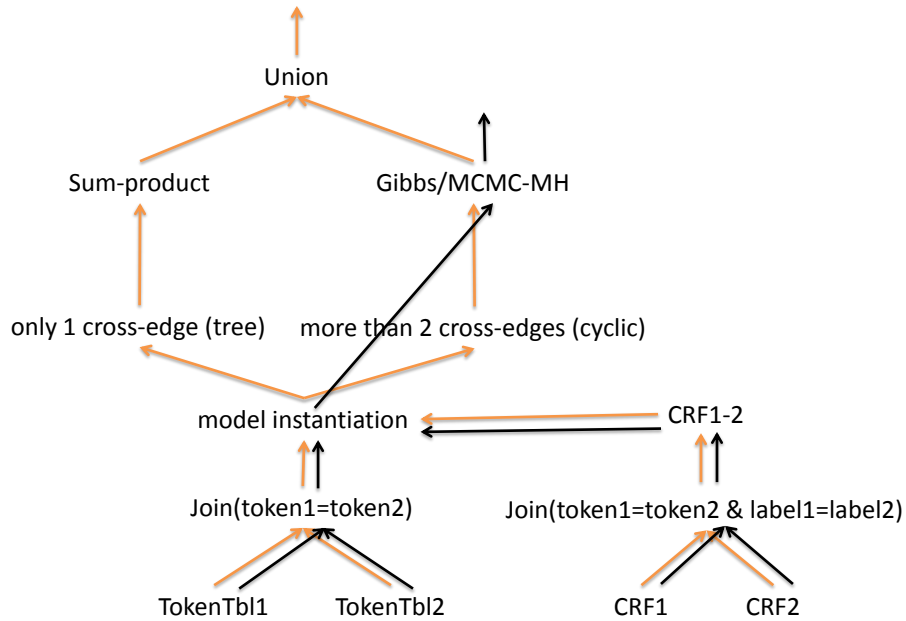 Union
Sum-product
Gibbs/MCMC-MH
only 1 cross-edge (tree)
more than 2 cross-edges (cyclic)
model instantiation
CRF1-2
Join(token1=token2)
Join(token1=token2 & label1=label2)
TokenTbl1
TokenTbl2
CRF1
CRF2